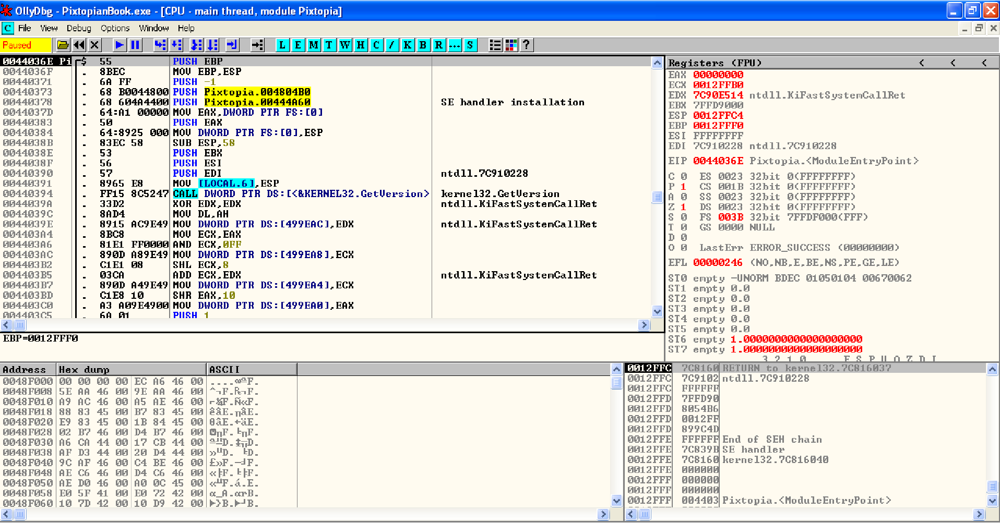 OllyDbg - PixtopianBook.exe - [CPU - main thread, module Pixtopia]
C File View Debug Options Window Help
Paused L E M T W H C / K B R ... S ?
0044036E Pi $ 55 PUSH EBP
0044036F . 8BEC MOV EBP,ESP
00440371 . 6A FF PUSH -1
00440373 . 68 B0044800 PUSH Pixtopia.004804B0
00440378 . 68 604A4400 PUSH Pixtopia.00444A60 SE handler installation
0044037D . 64:A1 00000 MOV EAX,DWORD PTR FS:[0]
00440383 . 50 PUSH EAX
00440384 . 64:8925 000 MOV DWORD PTR FS:[0],ESP
0044038B . 83EC 58 SUB ESP,58
0044038E . 53 PUSH EBX
0044038F . 56 PUSH ESI
00440390 . 57 PUSH EDI ntdll.7C910228
00440391 . 8965 E8 MOV [LOCAL.6],ESP
00440394 . FF15 8C5247 CALL DWORD PTR DS:[<&KERNEL32.GetVersion> kernel32.GetVersion
0044039A . 33D2 XOR EDX,EDX ntdll.KiFastSystemCallRet
0044039C . 8AD4 MOV DL,AH
0044039E . 8915 AC9E49 MOV DWORD PTR DS:[499EAC],EDX ntdll.KiFastSystemCallRet
004403A4 . 8BC8 MOV ECX,EAX
004403A6 . 81E1 FF0000 AND ECX,0FF
004403AC . 890D A89E49 MOV DWORD PTR DS:[499EA8],ECX
004403B2 . C1E1 08 SHL ECX,8
004403B5 . 03CA ADD ECX,EDX ntdll.KiFastSystemCallRet
004403B7 . 890D A49E49 MOV DWORD PTR DS:[499EA4],ECX
004403BD . C1E8 10 SHR EAX,10
004403C0 . A3 A09E4900 MOV DWORD PTR DS:[499EA0],EAX
004403C5 . 6A 01 PUSH 1
EBP=0012FFF0
Registers (FPU) < < <
EAX 00000000
ECX 0012FFB0
EDX 7C90E514 ntdll.KiFastSystemCallRet
EBX 7FFD9000
ESP 0012FFC4
EBP 0012FFF0
ESI FFFFFFFF
EDI 7C910228 ntdll.7C910228
EIP 0044036E Pixtopia.<ModuleEntryPoint>
C 0 ES 0023 32bit 0(FFFFFFFF)
P 1 CS 001B 32bit 0(FFFFFFFF)
A 0 SS 0023 32bit 0(FFFFFFFF)
Z 1 DS 0023 32bit 0(FFFFFFFF)
S 0 FS 003B 32bit 7FFDF000(FFF)
T 0 GS 0000 NULL
D 0
O 0 LastErr ERROR_SUCCESS (00000000)
EFL 00000246 (NO,NB,E,BE,NS,PE,GE,LE)
ST0 empty -UNORM BDEC 01050104 00670062
ST1 empty 0.0
ST2 empty 0.0
ST3 empty 0.0
ST4 empty 0.0
ST5 empty 0.0
ST6 empty 1.0000000000000000000
ST7 empty 1.0000000000000000000
3 2 1 0 E S P U O Z D I
Address Hex dump ASCII
0048F000 00 00 00 00 EC A6 46 00 ....∞ªF.
0048F008 5E AA 46 00 9E AA 46 00 ^¬F.₧¬F.
0048F010 A9 AC 46 00 A5 AE 46 00 ⌐¼F.Ñ«F.
0048F018 88 83 45 00 B7 83 45 00 êâE.╖âE.
0048F020 E9 83 45 00 1B 84 45 00 θâE.←äE.
0048F028 02 B7 46 00 D4 B7 46 00 ☻╖F.╘╖F.
0048F030 A6 CA 44 00 17 CB 44 00 ª╩D.↨╦D.
0048F038 AF D3 44 00 20 D4 44 00 »╙D. ╘D.
0048F040 9C AF 46 00 C4 BE 46 00 £»F.─╛F.
0048F048 AE C6 46 00 D4 C6 46 00 «╞F.╘╞F.
0048F050 AE D0 46 00 A0 0C 45 00 «╨F.á.E.
0048F058 E0 5F 41 00 E0 72 42 00 α_A.αrB.
0048F060 10 7D 42 00 10 D9 42 00 ►}B.►┘B.
0012FFC 7C8160 RETURN to kernel32.7C816037
0012FFC 7C9102 ntdll.7C910228
0012FFC FFFFFF
0012FFD 7FFD90
0012FFD 8054B6
0012FFD 0012FF
0012FFD 899C4D
0012FFE FFFFFF End of SEH chain
0012FFE 7C839B SE handler
0012FFE 7C8160 kernel32.7C816040
0012FFE 000000
0012FFF 000000
0012FFF 000000
0012FFF 004403 Pixtopia.<ModuleEntryPoint>